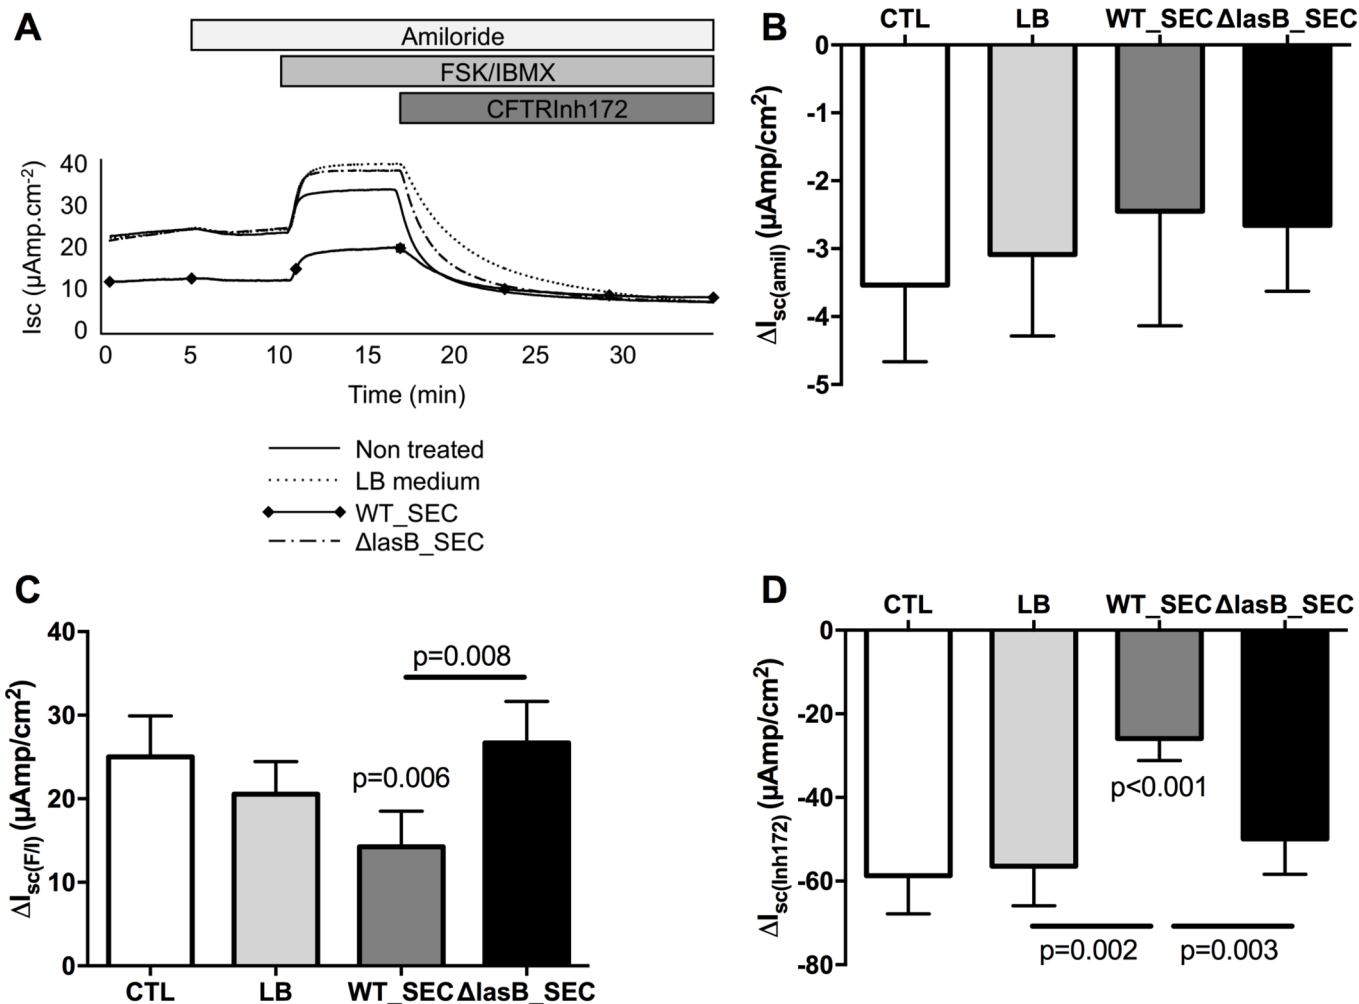 A
Amiloride
FSK/IBMX
CFTRInh172
Isc (µAmp.cm-2)
40
30
20
10
0
0 5 10 15 20 25 30
Time (min)
Non treated
LB medium
WT_SEC
ΔlasB_SEC
B
CTL LB WT_SEC ΔlasB_SEC
ΔIsc(amil) (µAmp/cm2)
0
-1
-2
-3
-4
-5
C
ΔIsc(F/I) (µAmp/cm2)
40
30
20
10
0
p=0.008
p=0.006
CTL LB WT_SEC ΔlasB_SEC
D
CTL LB WT_SEC ΔlasB_SEC
ΔIsc(Inh172) (µAmp/cm2)
0
-20
-40
-60
-80
p<0.001
p=0.002 p=0.003